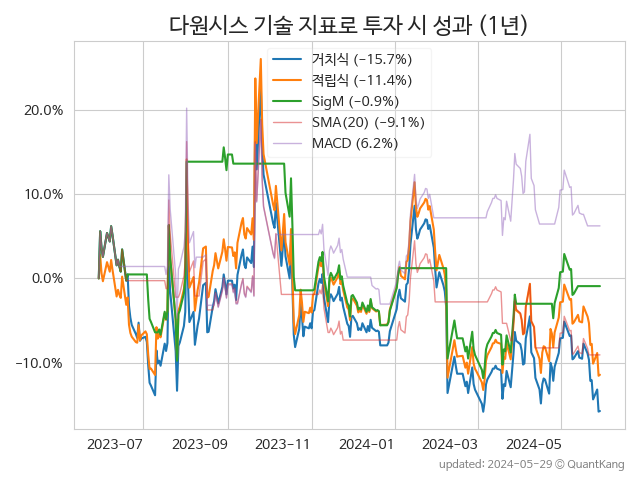 다원시스 기술 지표로 투자 시 성과 (1년)
거치식 (−15.7%)
적립식 (−11.4%)
SigM (−0.9%)
SMA(20) (−9.1%)
MACD (6.2%)
20.0%
10.0%
0.0%
−10.0%
2023-07 2023-09 2023-11 2024-01 2024-03 2024-05
updated: 2024-05-29 © QuantKang